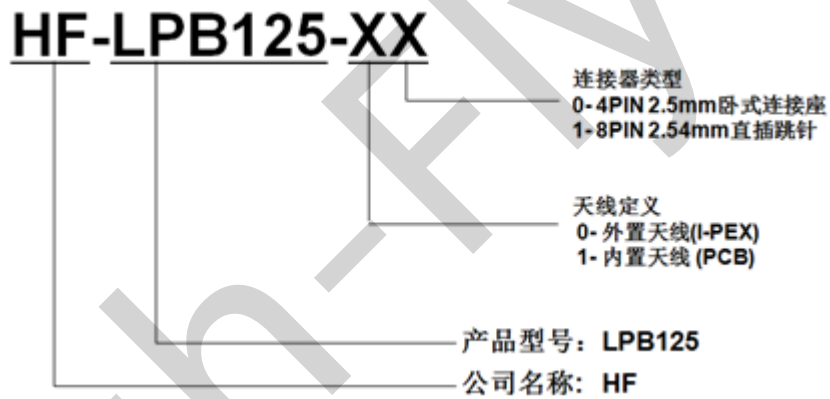 HF-LPB125-XX
连接器类型
0- 4PIN 2.5mm卧式连接座
1- 8PIN 2.54mm直插跳针
天线定义
0- 外置天线(I-PEX)
1- 内置天线 (PCB)
产品型号：LPB125
公司名称：HF